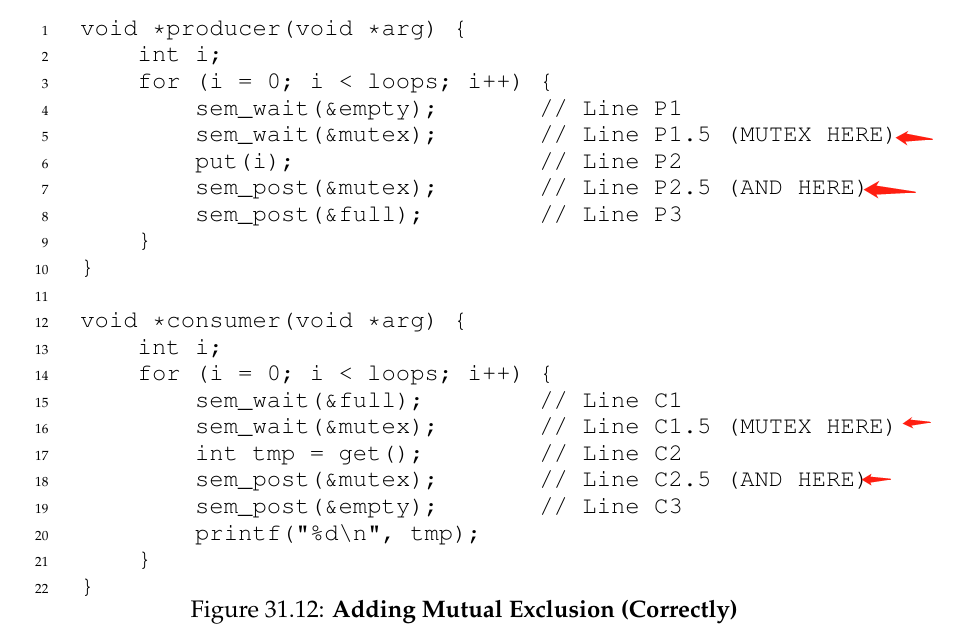 1 void *producer(void *arg) {
2 int i;
3 for (i = 0; i < loops; i++) {
4 sem_wait(&empty); // Line P1
5 sem_wait(&mutex); // Line P1.5 (MUTEX HERE)
6 put(i); // Line P2
7 sem_post(&mutex); // Line P2.5 (AND HERE)
8 sem_post(&full); // Line P3
9 }
10 }
11
12 void *consumer(void *arg) {
13 int i;
14 for (i = 0; i < loops; i++) {
15 sem_wait(&full); // Line C1
16 sem_wait(&mutex); // Line C1.5 (MUTEX HERE)
17 int tmp = get(); // Line C2
18 sem_post(&mutex); // Line C2.5 (AND HERE)
19 sem_post(&empty); // Line C3
20 printf("%d\n", tmp);
21 }
22 }
Figure 31.12: Adding Mutual Exclusion (Correctly)